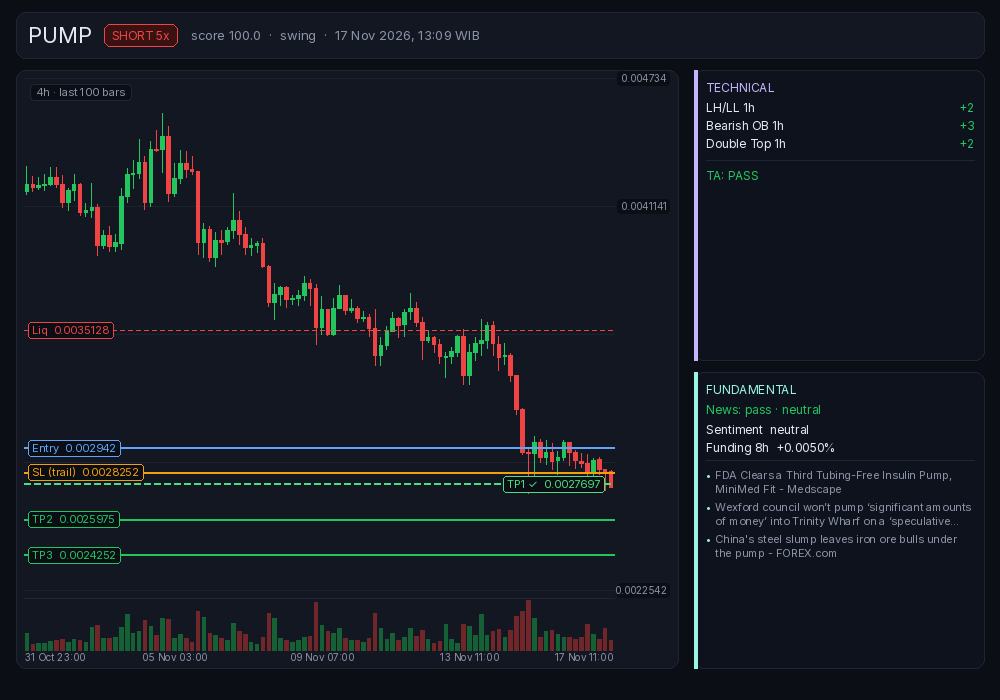 PUMP SHORT 5x score 100.0 · swing · 17 Nov 2026, 13:09 WIB
4h · last 100 bars
0.004734
0.0041141
Liq 0.0035128
Entry 0.002942
SL (trail) 0.0028252
TP1 ✓ 0.0027697
TP2 0.0025975
TP3 0.0024252
0.0022542
31 Oct 23:00 05 Nov 03:00 09 Nov 07:00 13 Nov 11:00 17 Nov 11:00
TECHNICAL
LH/LL 1h +2
Bearish OB 1h +3
Double Top 1h +2
TA: PASS
FUNDAMENTAL
News: pass · neutral
Sentiment neutral
Funding 8h +0.0050%
• FDA Clears a Third Tubing-Free Insulin Pump,
MiniMed Fit - Medscape
• Wexford council won't pump ‘significant amounts
of money’ into Trinity Wharf on a ‘speculative...
• China's steel slump leaves iron ore bulls under
the pump - FOREX.com